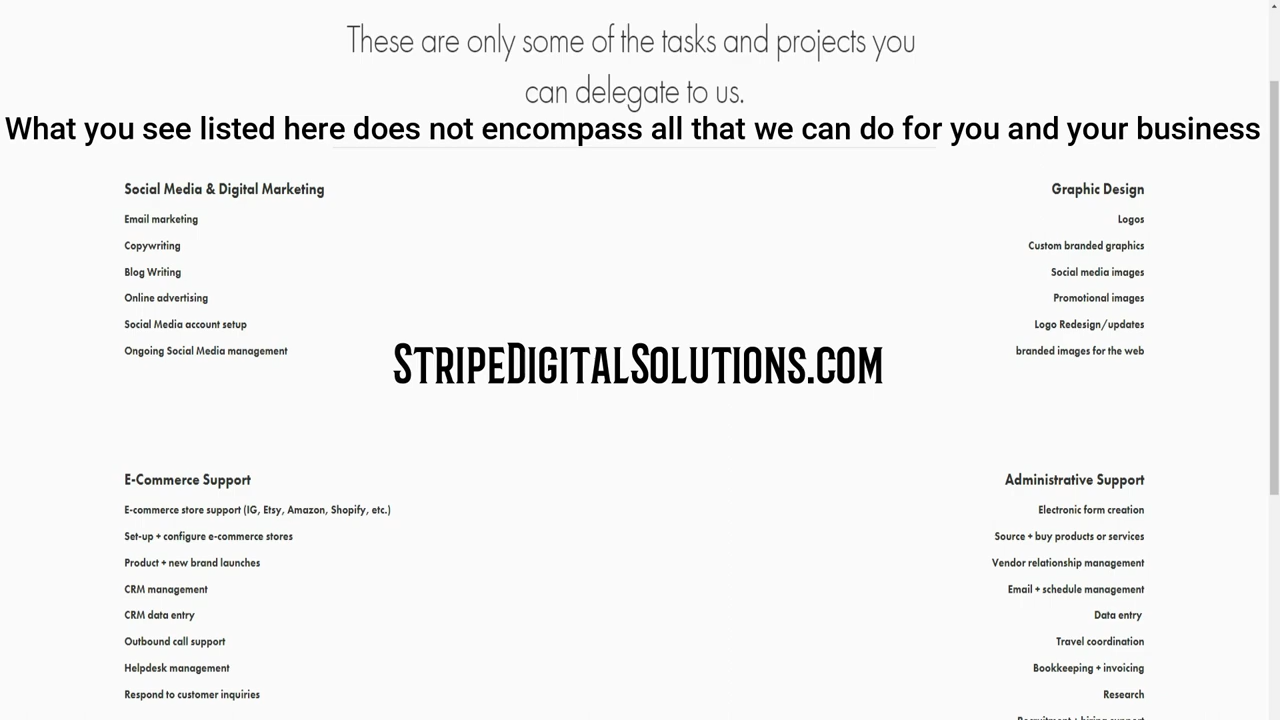 These are only some of the tasks and projects you
can delegate to us.
What you see listed here does not encompass all that we can do for you and your business
Social Media & Digital Marketing
Email marketing
Copywriting
Blog Writing
Online advertising
Social Media account setup
Ongoing Social Media management
Graphic Design
Logos
Custom branded graphics
Social media images
Promotional images
Logo Redesign/updates
branded images for the web
StripeDigitalSolutions.com
E-Commerce Support
E-commerce store support (IG, Etsy, Amazon, Shopify, etc.)
Set-up + configure e-commerce stores
Product + new brand launches
CRM management
CRM data entry
Outbound call support
Helpdesk management
Respond to customer inquiries
Administrative Support
Electronic form creation
Source + buy products or services
Vendor relationship management
Email + schedule management
Data entry
Travel coordination
Bookkeeping + invoicing
Research
Recruitment + hiring support